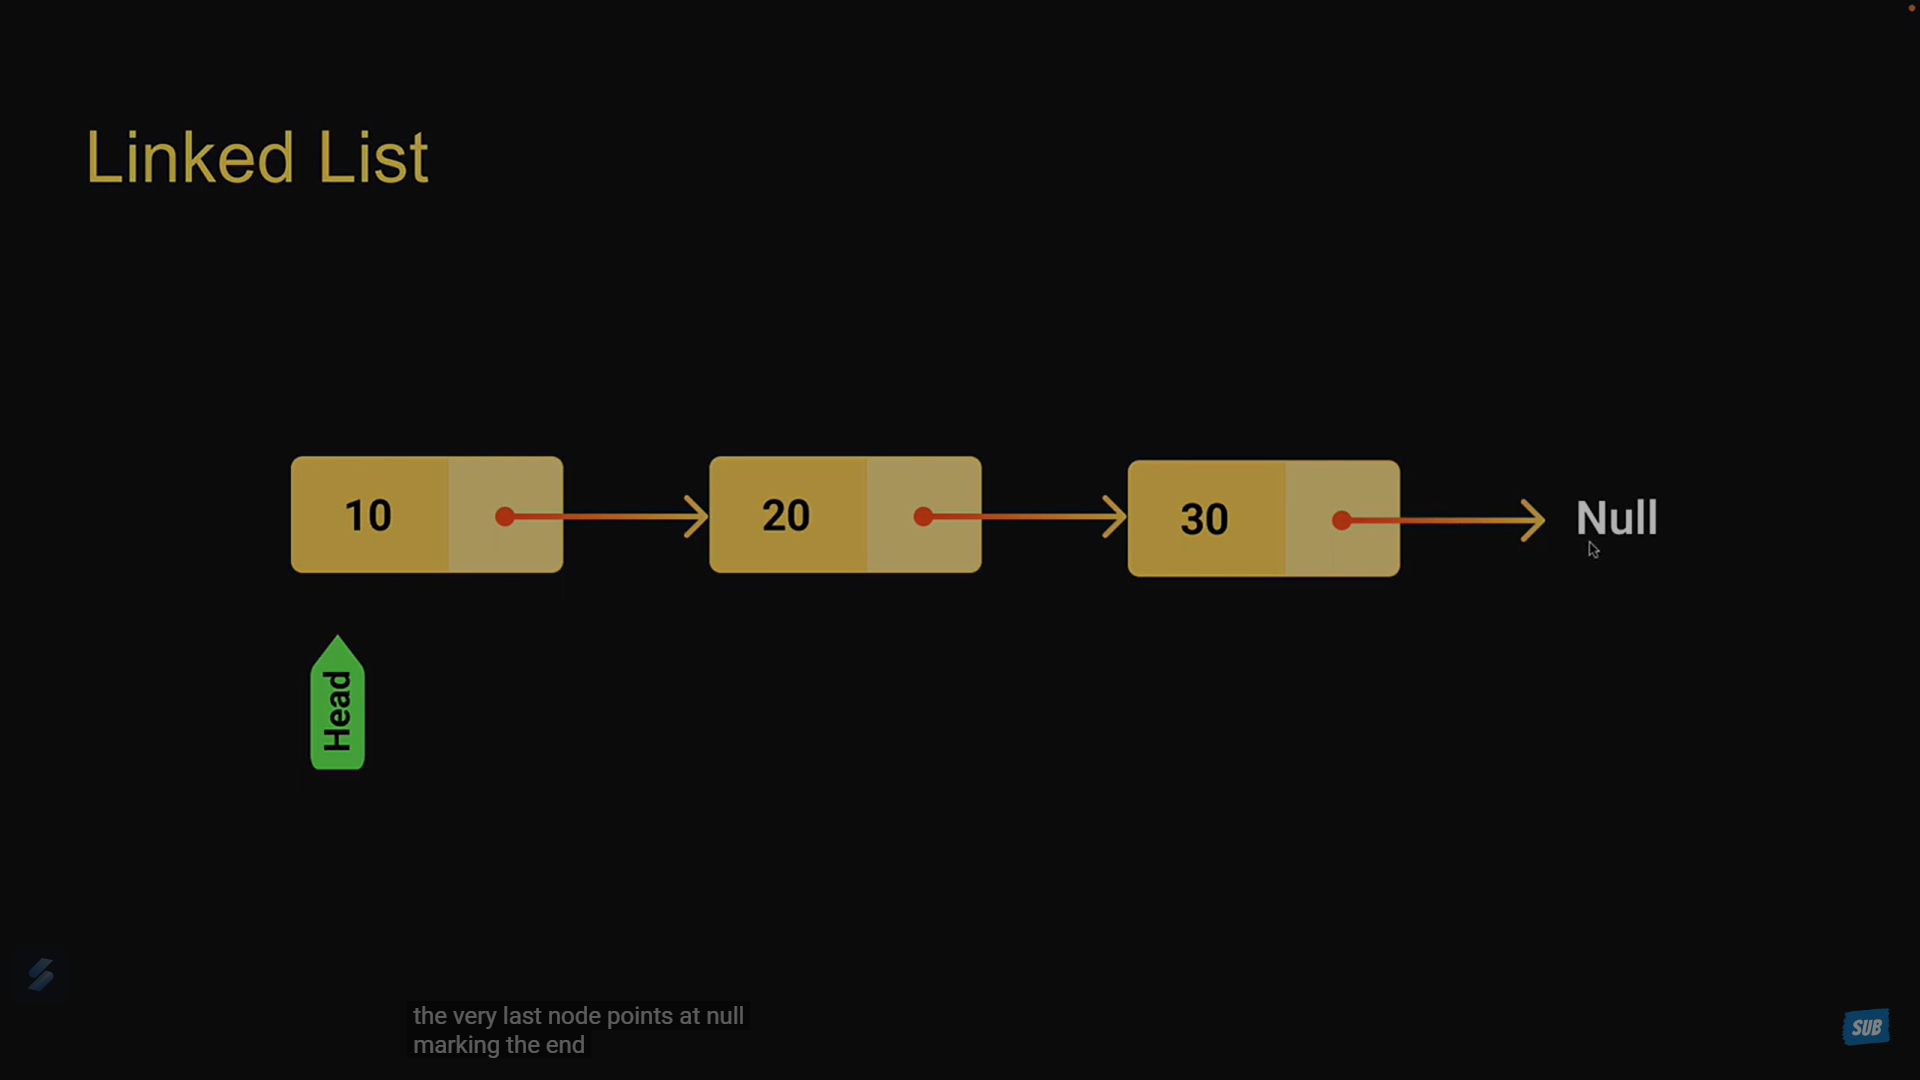 Linked List
10
20
30
Null
Head
the very last node points at null
marking the end
SUB